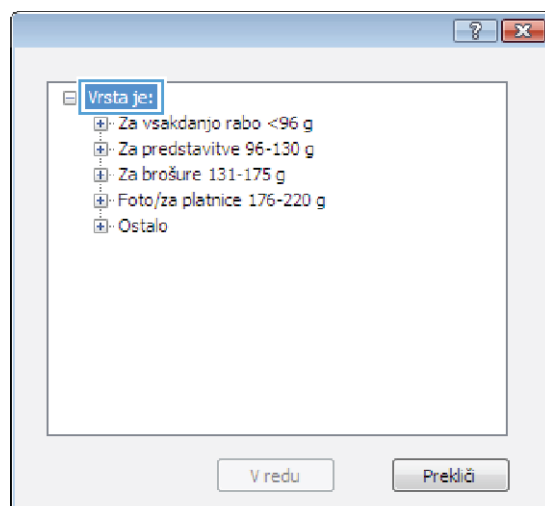 Vrsta je:
Za vsakdanjo rabo <96 g
Za predstavitve 96-130 g
Za brošure 131-175 g
Foto/za platnice 176-220 g
Ostalo
V redu
Prekliči